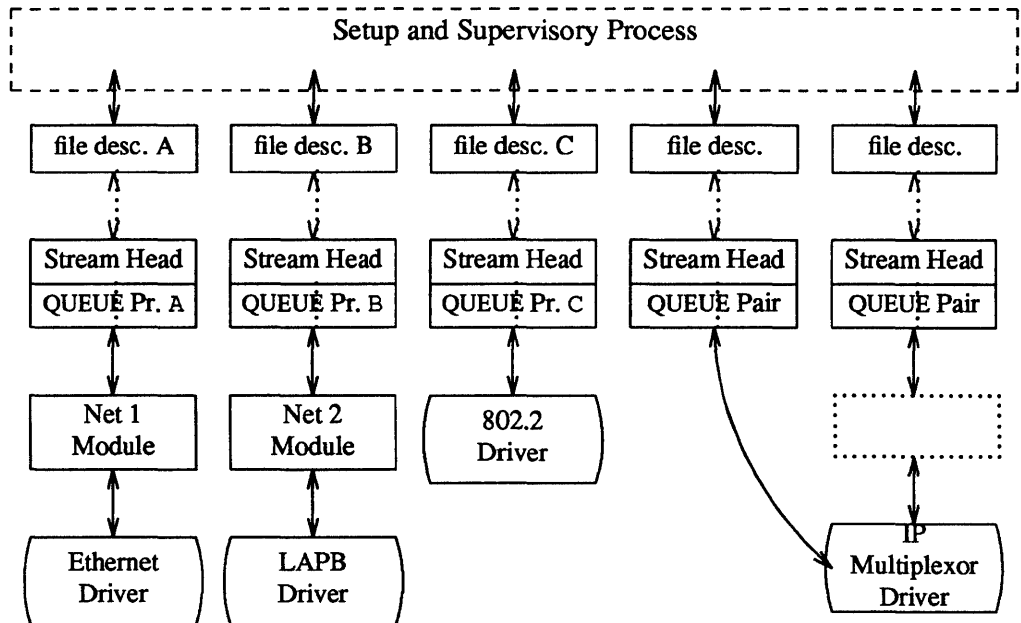 Setup and Supervisory Process
file desc. A
file desc. B
file desc. C
file desc.
file desc.
Stream Head
QUEUE Pr. A
Stream Head
QUEUE Pr. B
Stream Head
QUEUE Pr. C
Stream Head
QUEUE Pair
Stream Head
QUEUE Pair
Net 1
Module
Net 2
Module
802.2
Driver
Ethernet
Driver
LAPB
Driver
IP
Multiplexor
Driver